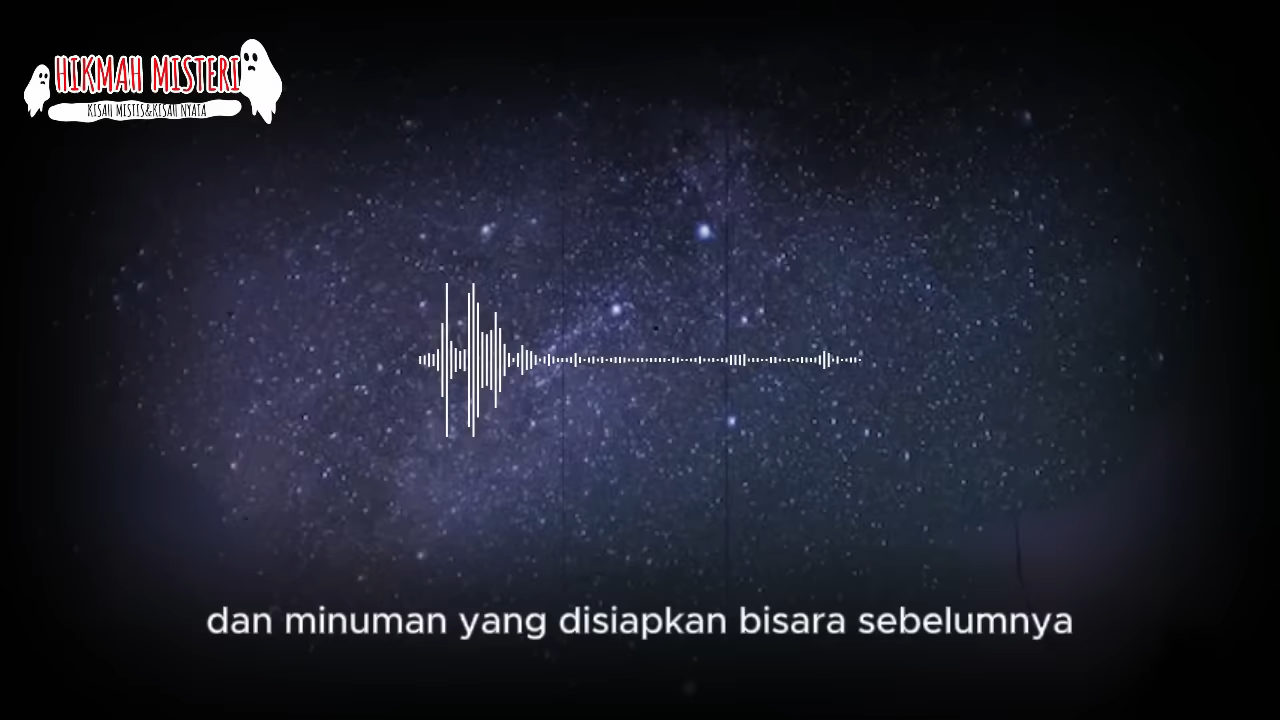 HIKMAH MISTERI
KISAH MISTIS&KISAH NYATA
dan minuman yang disiapkan bisara sebelumnya